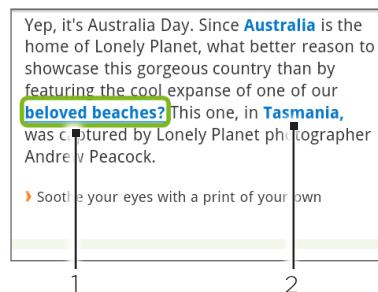 Yep, it's Australia Day. Since Australia is the
home of Lonely Planet, what better reason to
showcase this gorgeous country than by
featuring the cool expanse of one of our
beloved beaches? This one, in Tasmania,
was captured by Lonely Planet photographer
Andrew Peacock.
Soothe your eyes with a print of your own
1 2